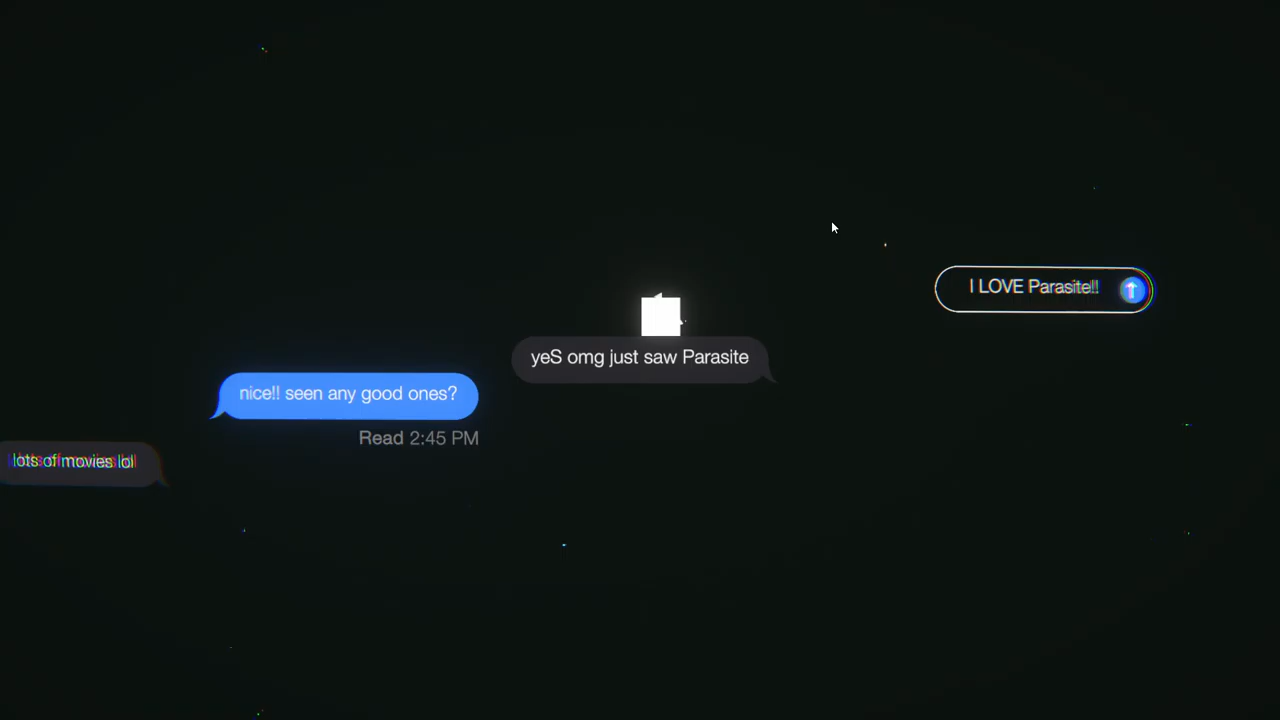 lots of movies lol
nice!! seen any good ones?
Read 2:45 PM
yeS omg just saw Parasite
I LOVE Parasite!!